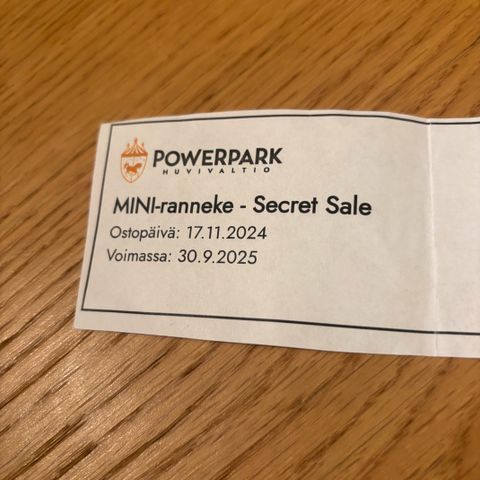 POWERPARK
HUVIVALTIO
MINI-ranneke - Secret Sale
Ostopäivä: 17.11.2024
Voimassa: 30.9.2025